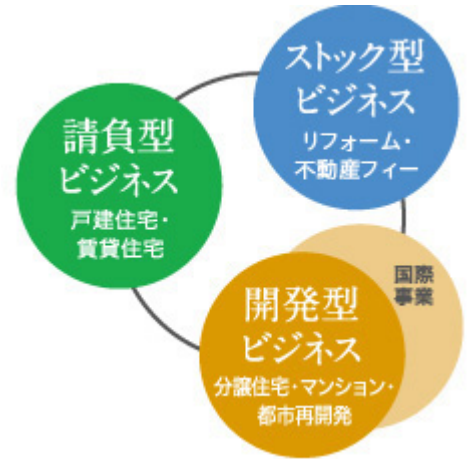 ストック型
ビジネス
リフォーム・
不動産フィー
請負型
ビジネス
戸建住宅・
賃貸住宅
国際
事業
開発型
ビジネス
分譲住宅・マンション・
都市再開発